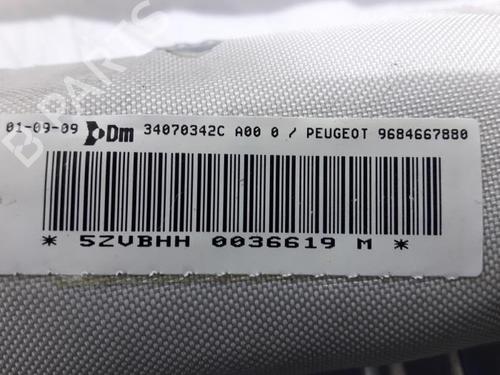 B PARTS
01-09-09 Dm 34070342C A00 0 / PEUGEOT 9684667880
* 5ZVBHH 0036619 M *